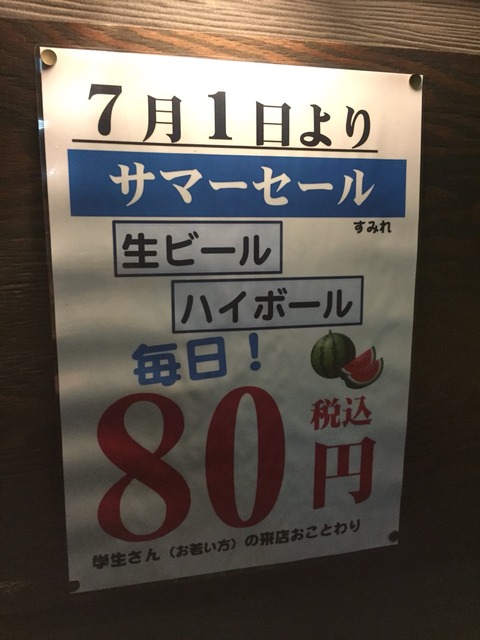 7月1日より
サマーセール
すみれ
生ビール
ハイボール
毎日!
80円
税込
学生さん(お若い方)の来店おことわり